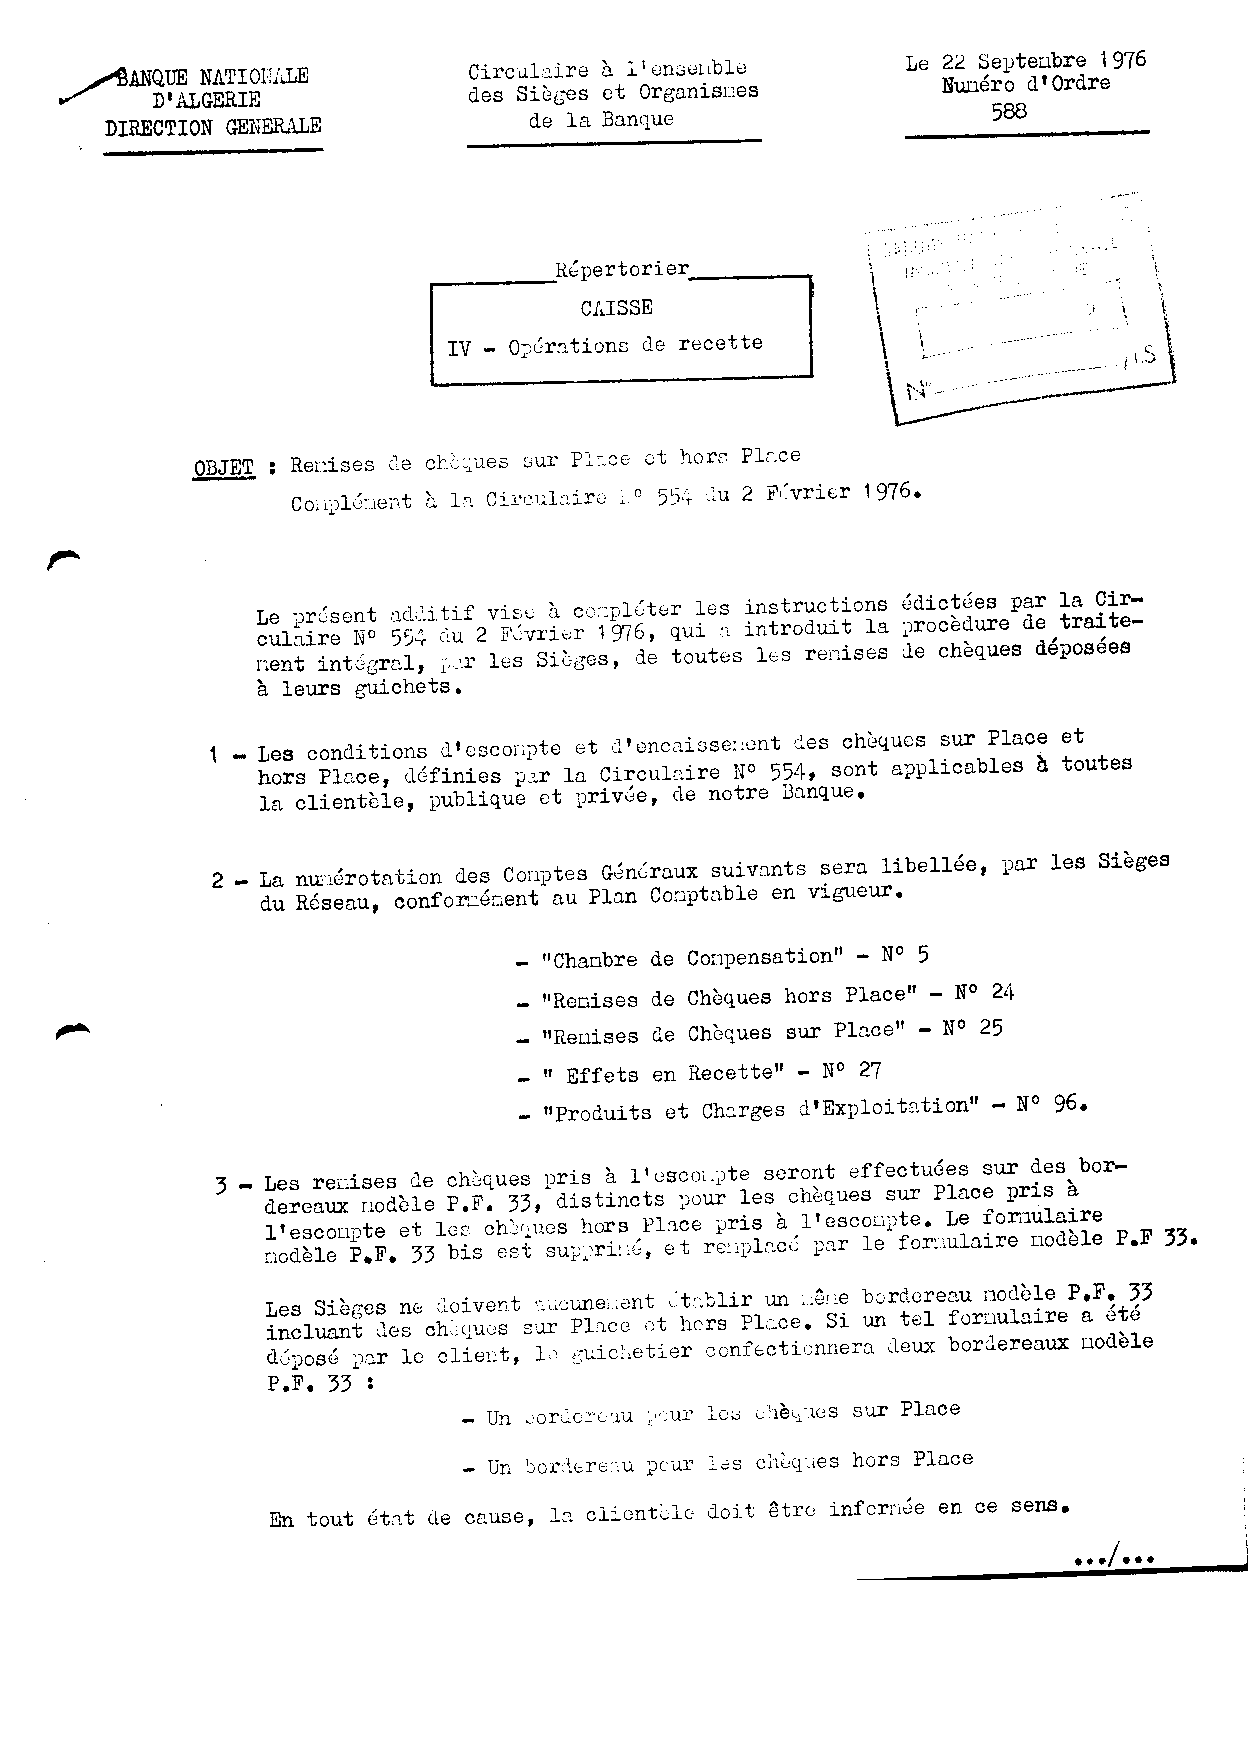 BANQUE NATIONALE
D'ALGERIE
DIRECTION GENERALE
Circulaire à l'ensemble
des Sièges et Organismes
de la Banque
Le 22 Septembre 1976
Numéro d'Ordre
588
Répertorier
CAISSE
IV - Opérations de recette
N°
OBJET : Remises de chèques sur Place et hors Place
Complément à la Circulaire N° 554 du 2 Février 1976.
Le présent additif vise à compléter les instructions édictées par la Cir-
culaire N° 554 du 2 Février 1976, qui a introduit la procèdure de traite-
ment intégral, par les Sièges, de toutes les remises de chèques déposées
à leurs guichets.
1 - Les conditions d'escompte et d'encaissement des chèques sur Place et
hors Place, définies par la Circulaire N° 554, sont applicables à toutes
la clientèle, publique et privée, de notre Banque.
2 - La numérotation des Comptes Généraux suivants sera libellée, par les Sièges
du Réseau, conformément au Plan Comptable en vigueur.
- "Chambre de Compensation" - N° 5
- "Remises de Chèques hors Place" - N° 24
- "Remises de Chèques sur Place" - N° 25
- " Effets en Recette" - N° 27
- "Produits et Charges d'Exploitation" - N° 96.
3 - Les remises de chèques pris à l'escompte seront effectuées sur des bor-
dereaux modèle P.F. 33, distincts pour les chèques sur Place pris à
l'escompte et les chèques hors Place pris à l'escompte. Le formulaire
modèle P.F. 33 bis est supprimé, et remplacé par le formulaire modèle P.F 33.
Les Sièges ne doivent aucunement établir un même bordereau modèle P.F. 33
incluant des chèques sur Place et hors Place. Si un tel formulaire a été
déposé par le client, le guichetier confectionnera deux bordereaux modèle
P.F. 33 :
- Un bordereau pour les chèques sur Place
- Un bordereau pour les chèques hors Place
En tout état de cause, la clientèle doit être informée en ce sens.
.../...